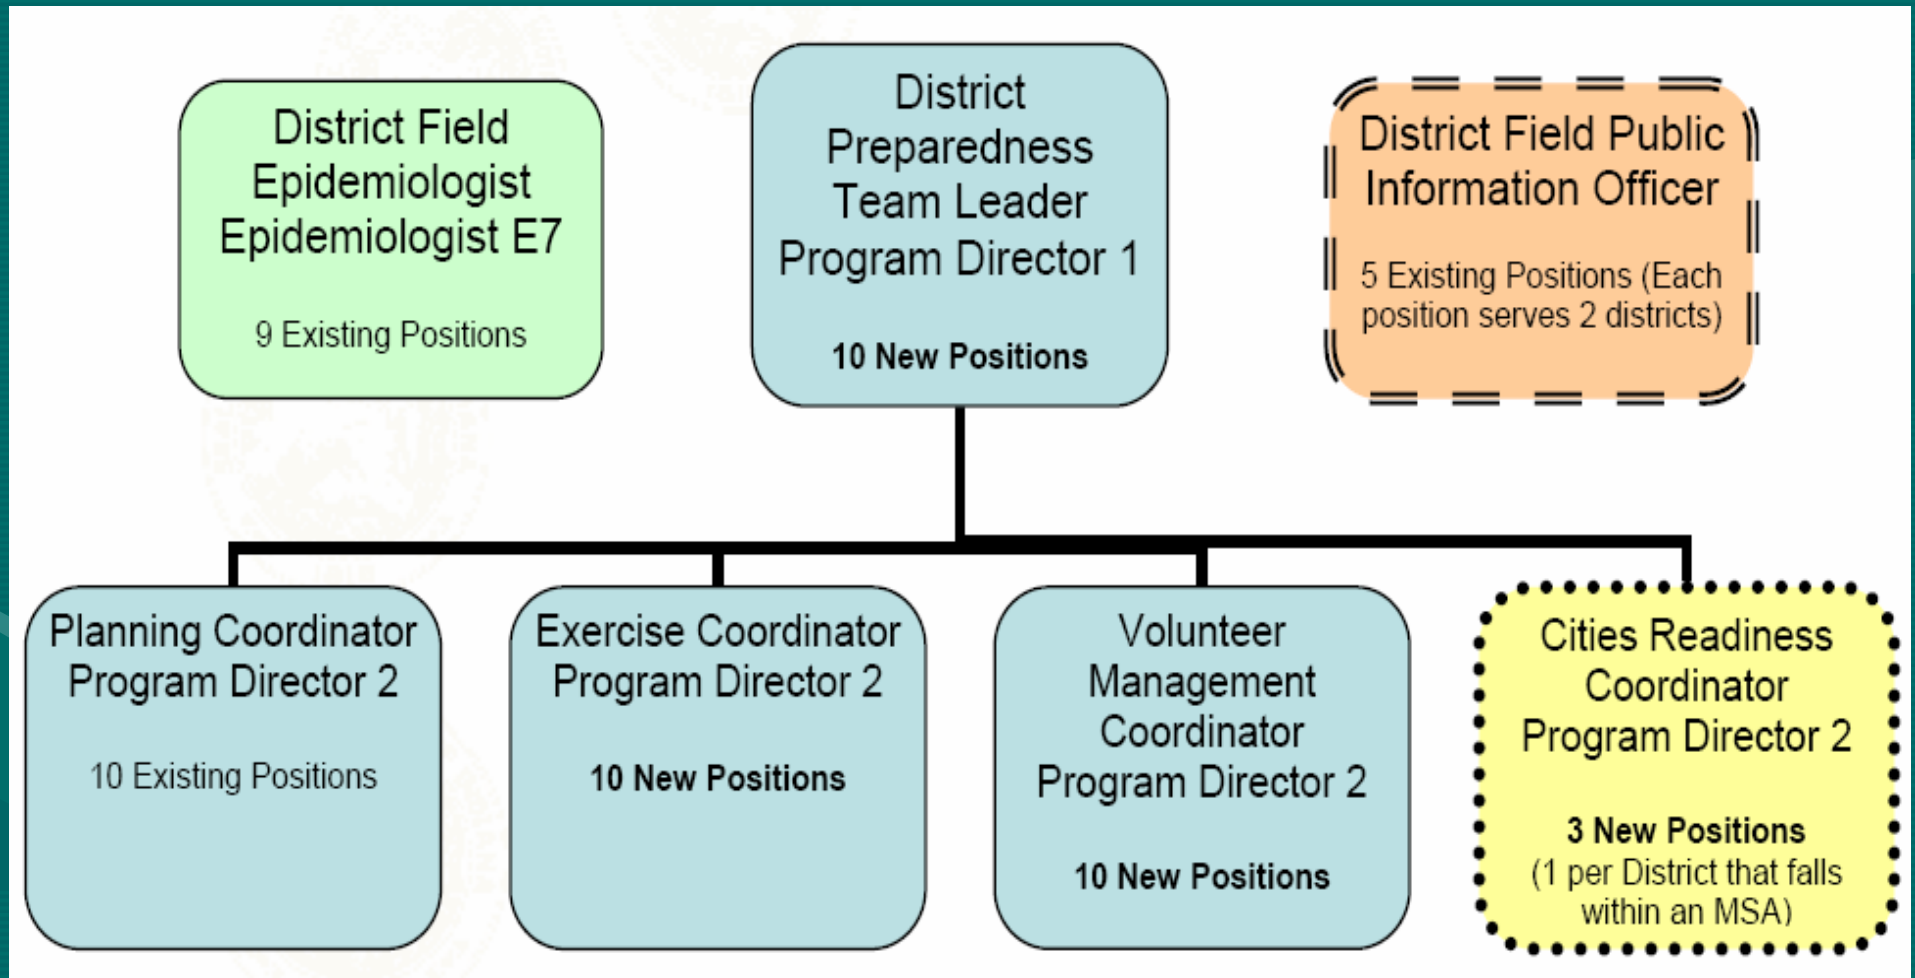 District Field
Epidemiologist
Epidemiologist E7
9 Existing Positions
District
Preparedness
Team Leader
Program Director 1
10 New Positions
District Field Public
Information Officer
5 Existing Positions (Each
position serves 2 districts)
Planning Coordinator
Program Director 2
10 Existing Positions
Exercise Coordinator
Program Director 2
10 New Positions
Volunteer
Management
Coordinator
Program Director 2
10 New Positions
Cities Readiness
Coordinator
Program Director 2
3 New Positions
(1 per District that falls
within an MSA)